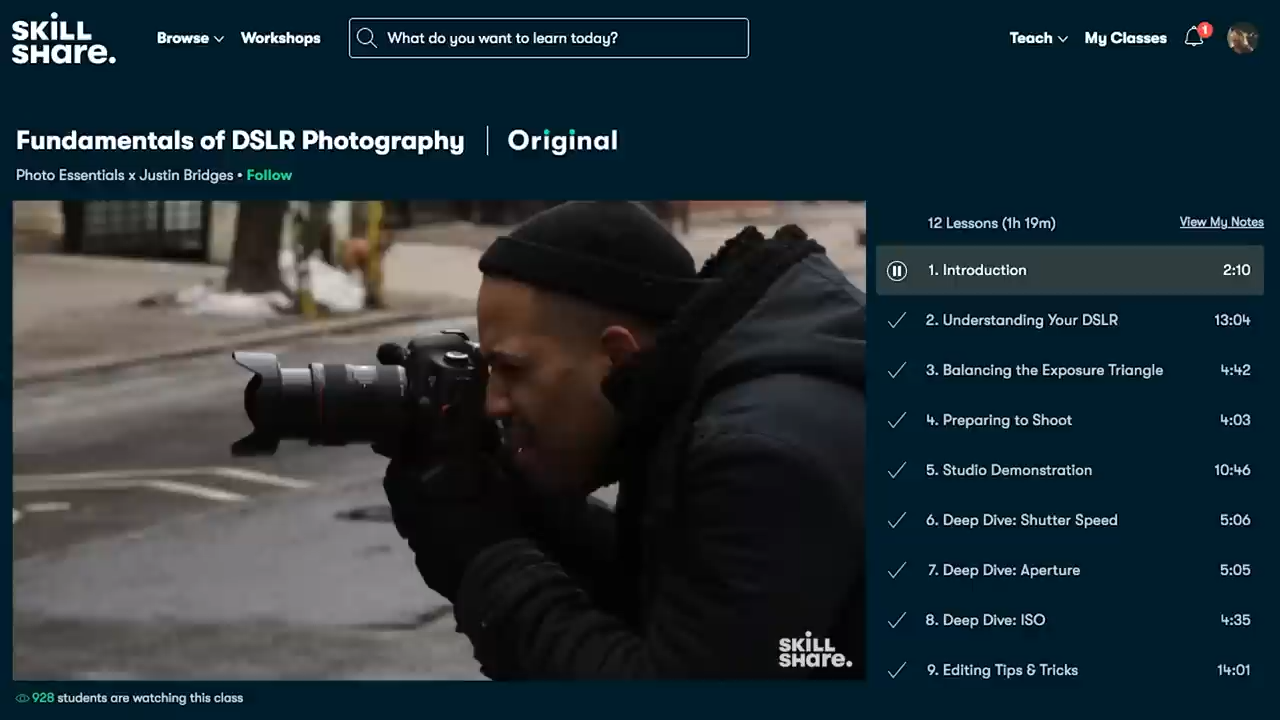 SKILL
SHare.
Browse
Workshops
What do you want to learn today?
Teach
My Classes
1
Fundamentals of DSLR Photography | Original
Photo Essentials x Justin Bridges • Follow
12 Lessons (1h 19m)
View My Notes
1. Introduction 2:10
2. Understanding Your DSLR 13:04
3. Balancing the Exposure Triangle 4:42
4. Preparing to Shoot 4:03
5. Studio Demonstration 10:46
6. Deep Dive: Shutter Speed 5:06
7. Deep Dive: Aperture 5:05
8. Deep Dive: ISO 4:35
9. Editing Tips & Tricks 14:01
SKILL
SHare.
928 students are watching this class